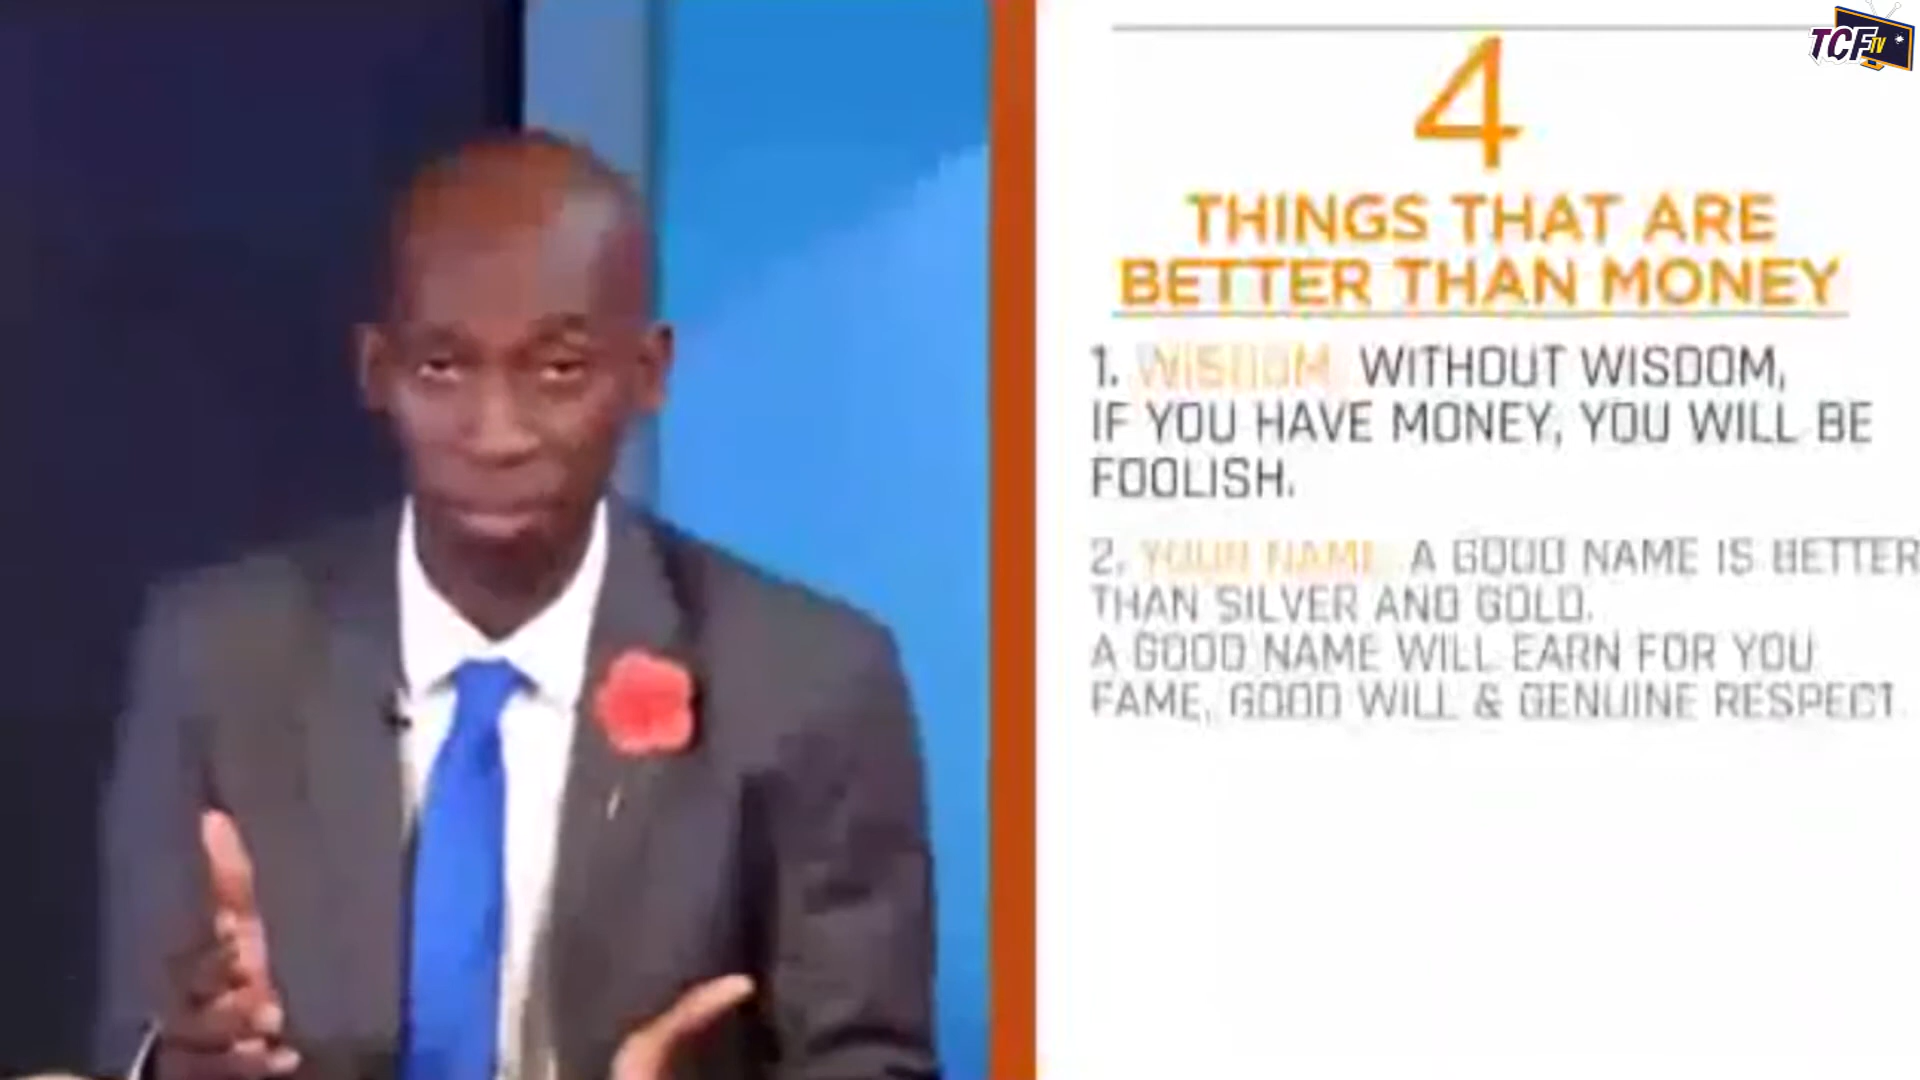 TCF TV
4
THINGS THAT ARE
BETTER THAN MONEY
1. WISDOM: WITHOUT WISDOM,
IF YOU HAVE MONEY, YOU WILL BE
FOOLISH.
2. YOUR NAME: A GOOD NAME IS BETTER
THAN SILVER AND GOLD.
A GOOD NAME WILL EARN FOR YOU
FAME, GOOD WILL & GENUINE RESPECT.